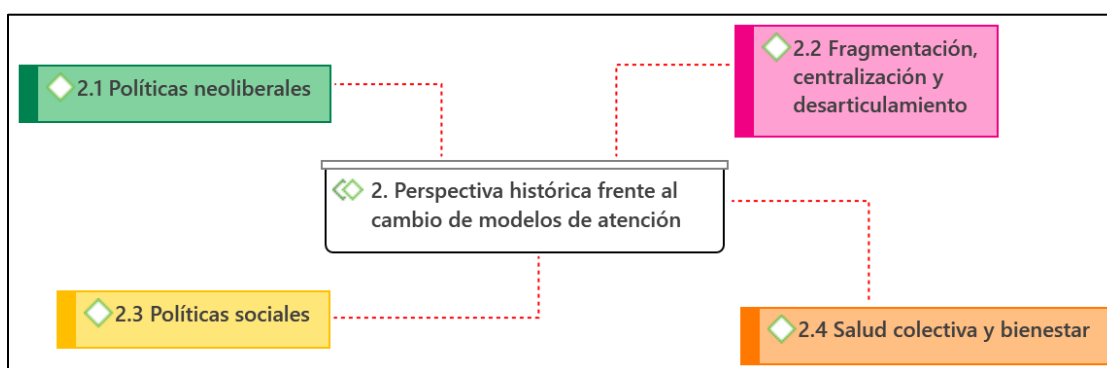 2.1 Políticas neoliberales
2.2 Fragmentación,
centralización y
desarticulamiento
2. Perspectiva histórica frente al
cambio de modelos de atención
2.3 Políticas sociales
2.4 Salud colectiva y bienestar